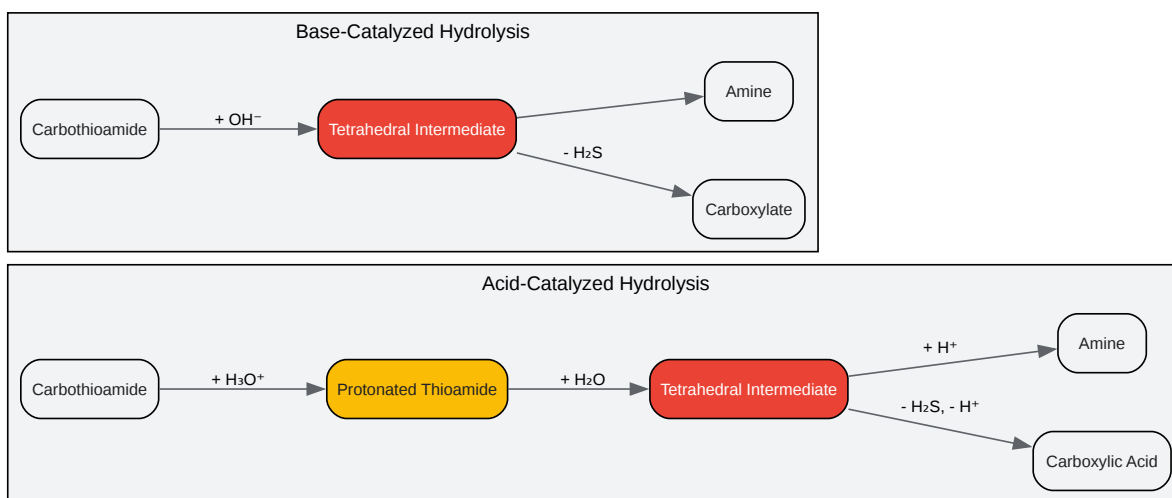 Base-Catalyzed Hydrolysis
Carbothioamide
+ OH⁻
Tetrahedral Intermediate
Amine
- H₂S
Carboxylate
Acid-Catalyzed Hydrolysis
Carbothioamide
+ H₃O⁺
Protonated Thioamide
+ H₂O
Tetrahedral Intermediate
+ H⁺
Amine
- H₂S, - H⁺
Carboxylic Acid